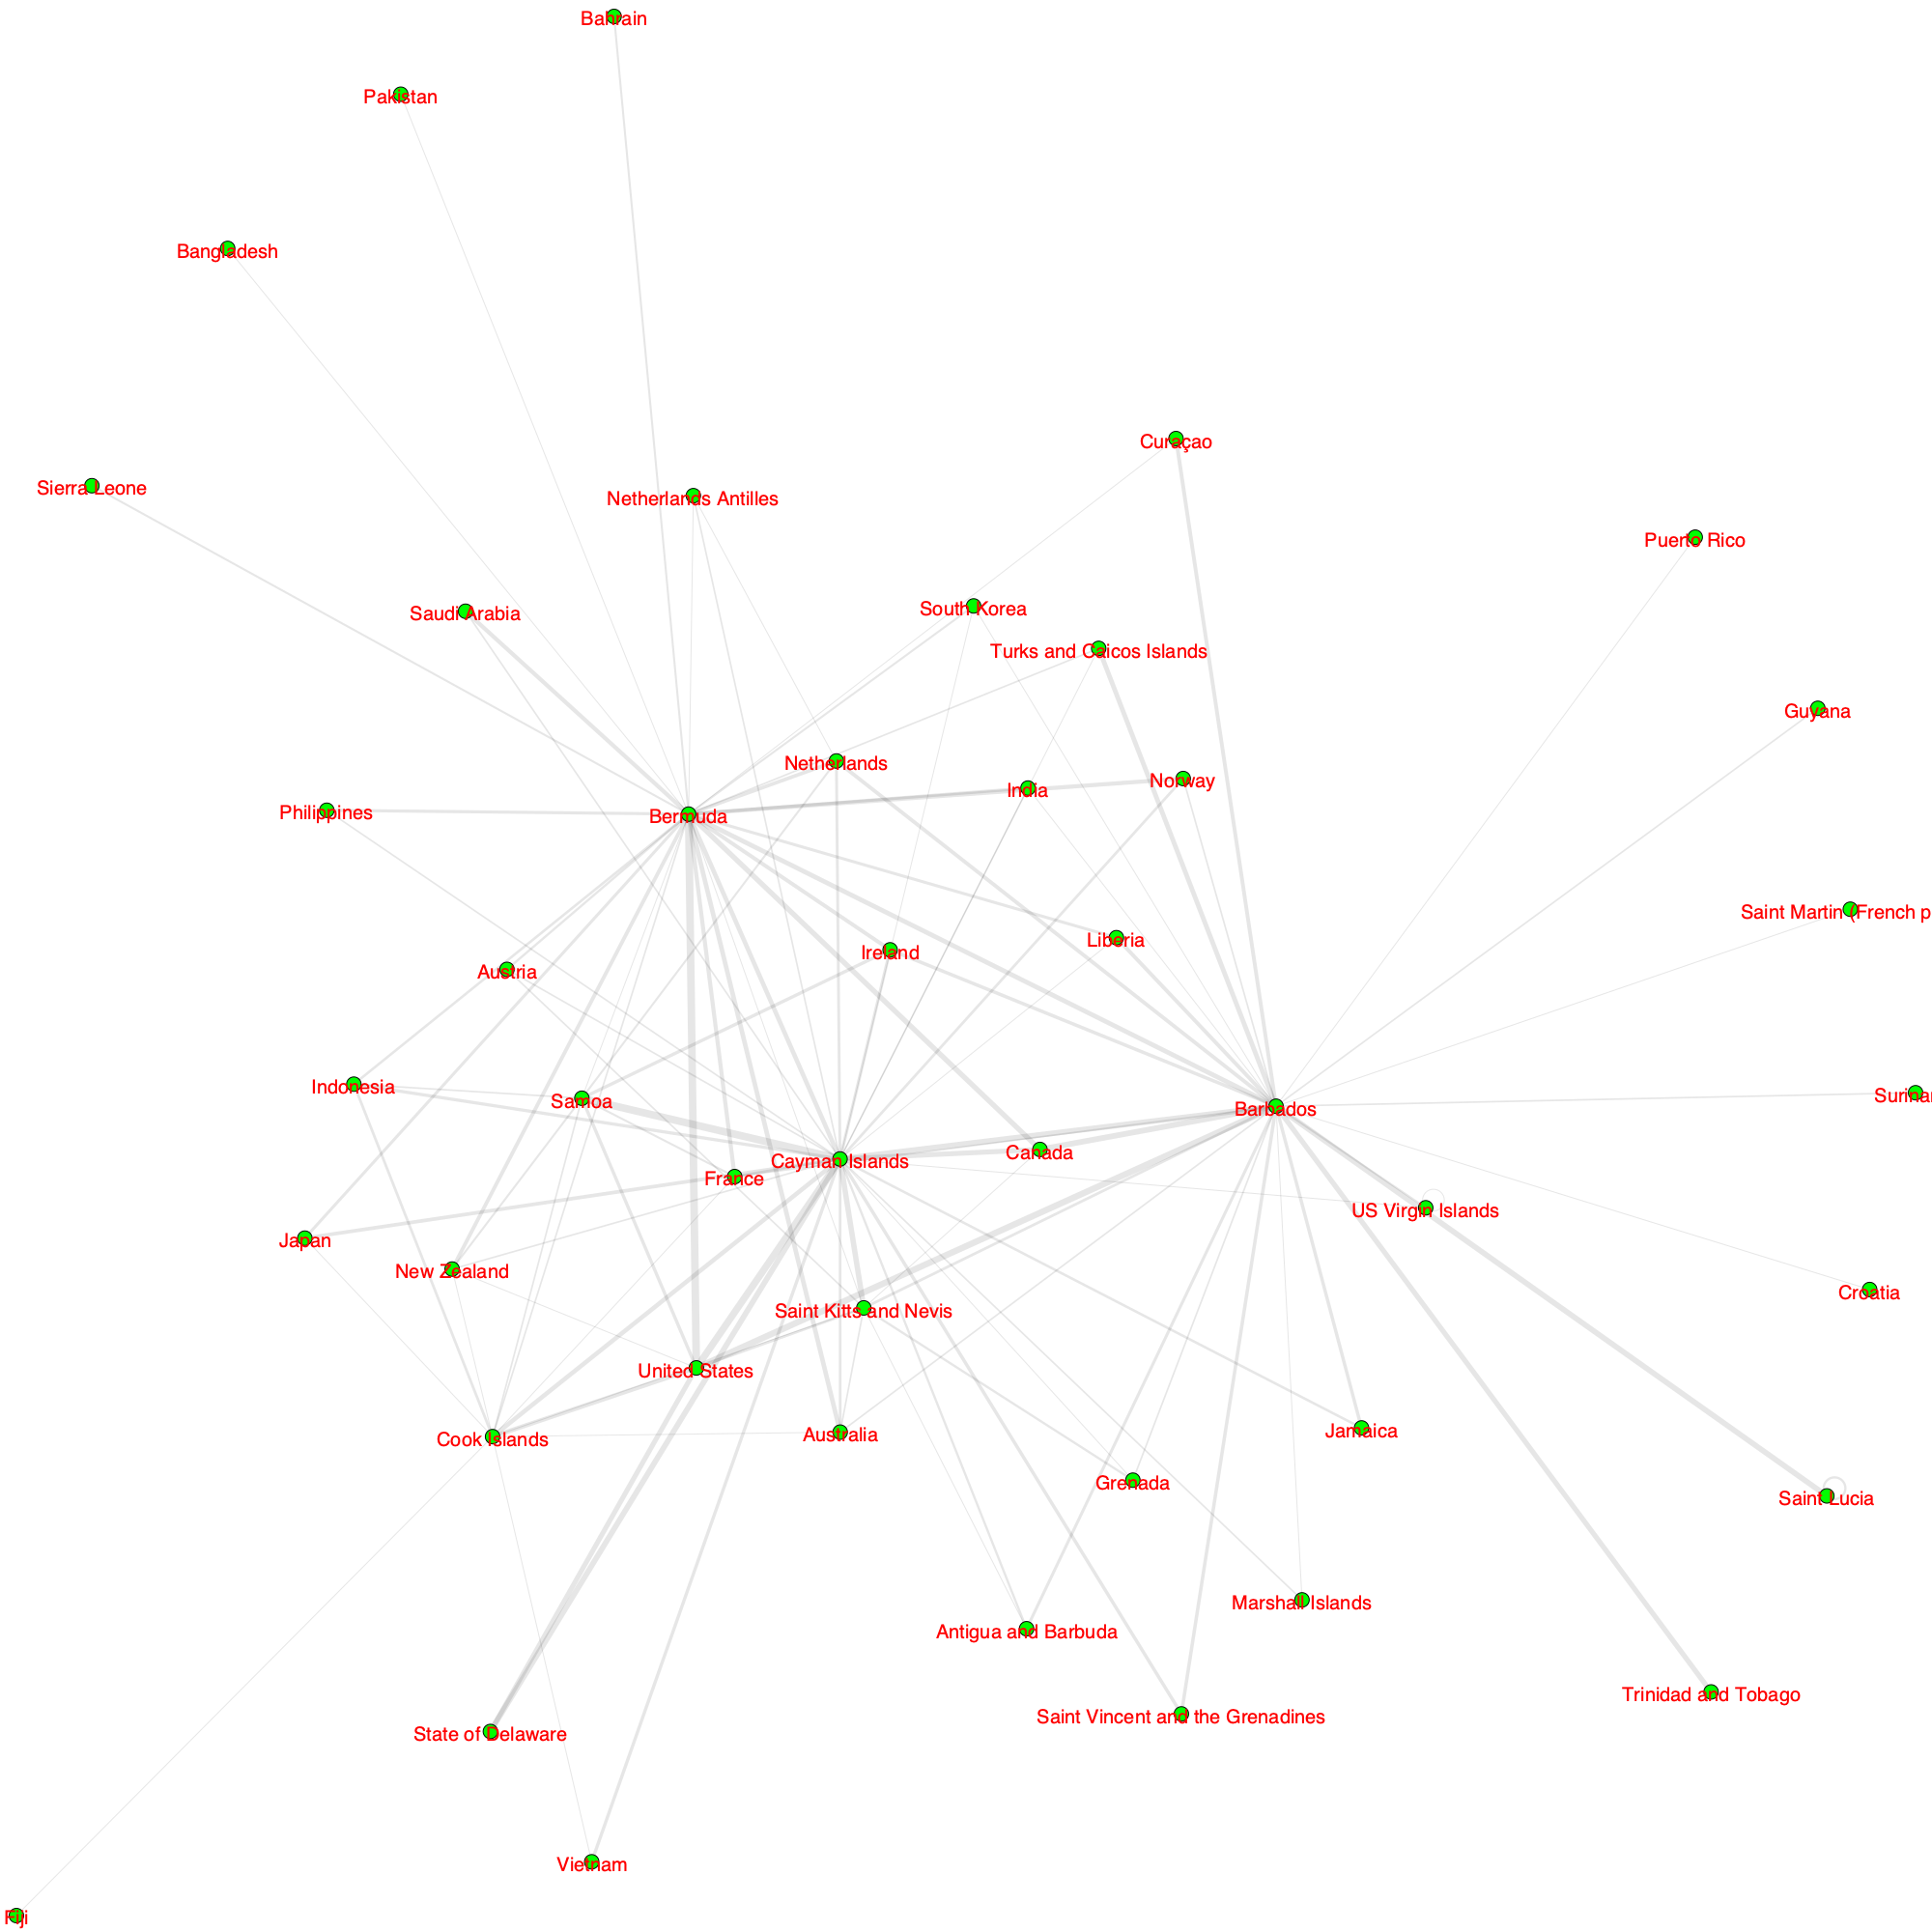 Bahrain
Pakistan
Bangladesh
Curaçao
Sierra Leone
Netherlands Antilles
Puerto Rico
South Korea
Saudi Arabia
Turks and Caicos Islands
Guyana
Netherlands
Norway
India
Philippines
Bermuda
Saint Martin (French p
Liberia
Ireland
Austria
Indonesia
Surina
Samoa
Barbados
Canada
Cayman Islands
France
US Virgin Islands
Japan
New Zealand
Croatia
Saint Kitts and Nevis
United States
Jamaica
Australia
Cook Islands
Grenada
Saint Lucia
Marshall Islands
Antigua and Barbuda
Trinidad and Tobago
Saint Vincent and the Grenadines
State of Delaware
Vietnam
Fiji